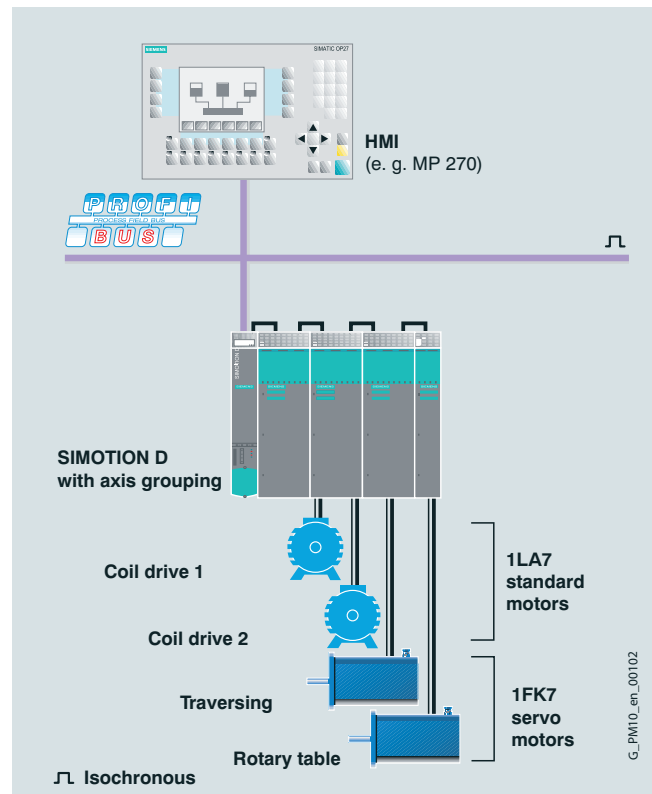 SIEMENS
SIMATIC OP27
HMI
(e. g. MP 270)
PROFI
PROCESS FIELD BUS
BUS
SIMOTION
SIMOTION D
with axis grouping
Coil drive 1
1LA7
standard
motors
Coil drive 2
Traversing
1FK7
servo
motors
Rotary table
G_PM10_en_00102
Isochronous